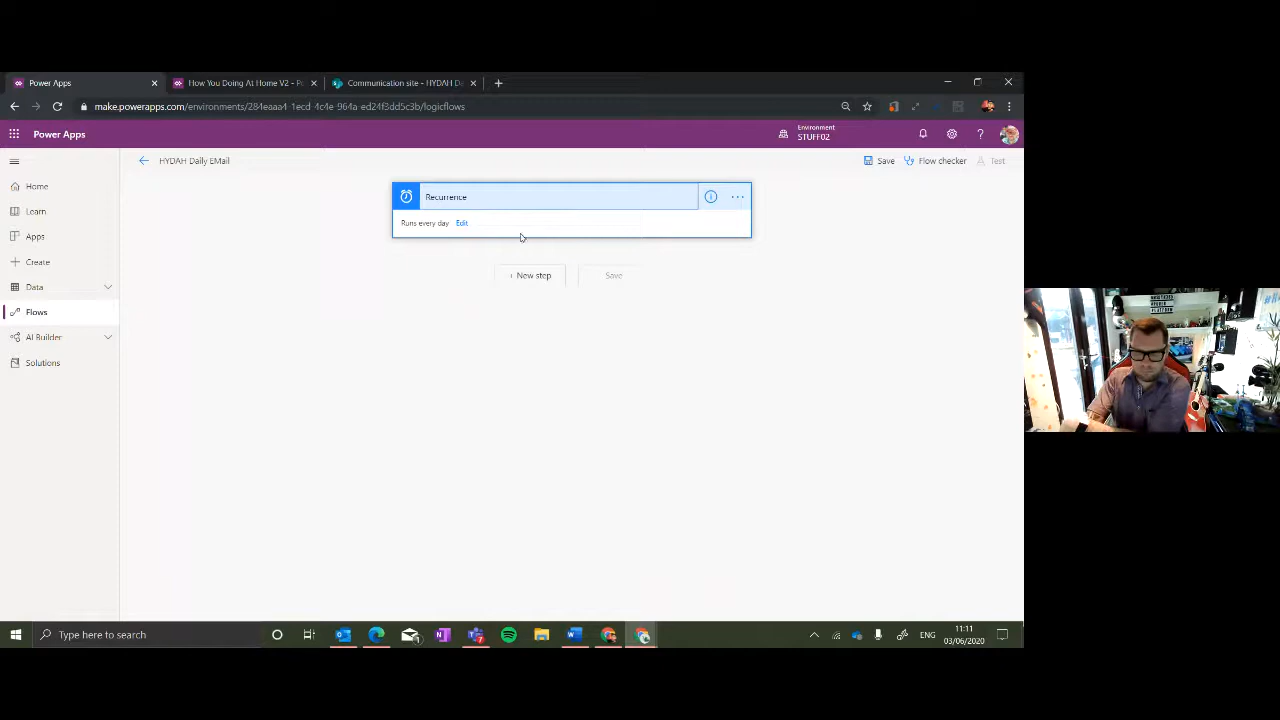 Power Apps
How You Doing At Home V2 - Po
Communication site - HYDAH Da
make.powerapps.com/environments/284eaaa4-1ecd-4c4e-964a-ed24f3dd5c3b/logicflows
Power Apps
Environment
STUFF02
HYDAH Daily EMail
Save
Flow checker
Test
Home
Learn
Apps
Create
Data
Flows
AI Builder
Solutions
Recurrence
Runs every day Edit
+ New step
Save
Type here to search
ENG
11:11
03/06/2020